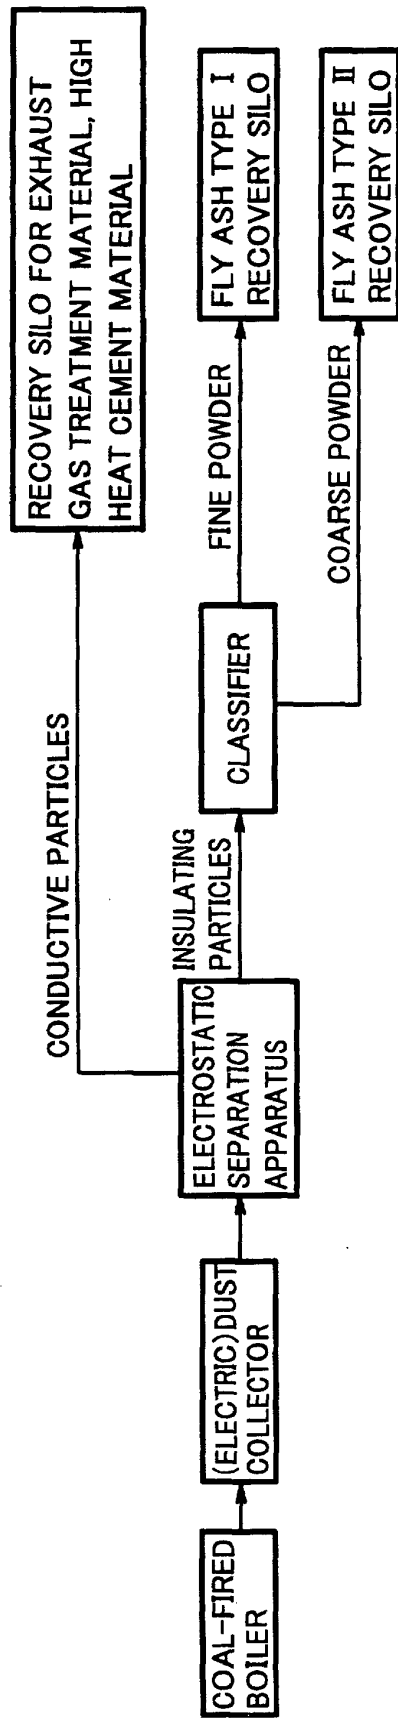 COAL-FIRED
BOILER
(ELECTRIC)DUST
COLLECTOR
ELECTROSTATIC
SEPARATION
APPARATUS
CONDUCTIVE PARTICLES
RECOVERY SILO FOR EXHAUST
GAS TREATMENT MATERIAL, HIGH
HEAT CEMENT MATERIAL
INSULATING
PARTICLES
CLASSIFIER
FINE POWDER
FLY ASH TYPE I
RECOVERY SILO
COARSE POWDER
FLY ASH TYPE II
RECOVERY SILO